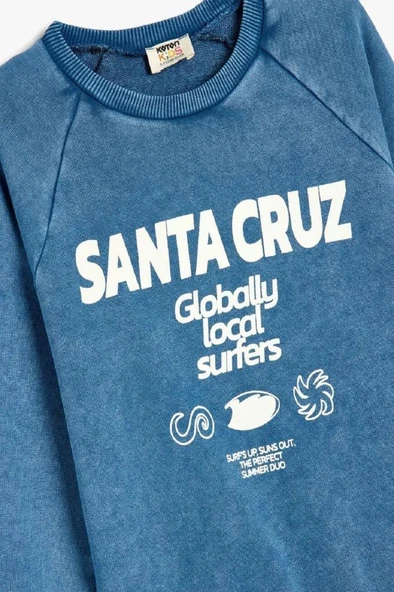 KOTON
KIDS
SANTA CRUZ
Globally
local
surfers
SURF'S UP, SUNS OUT.
THE PERFECT
SUMMER DUO